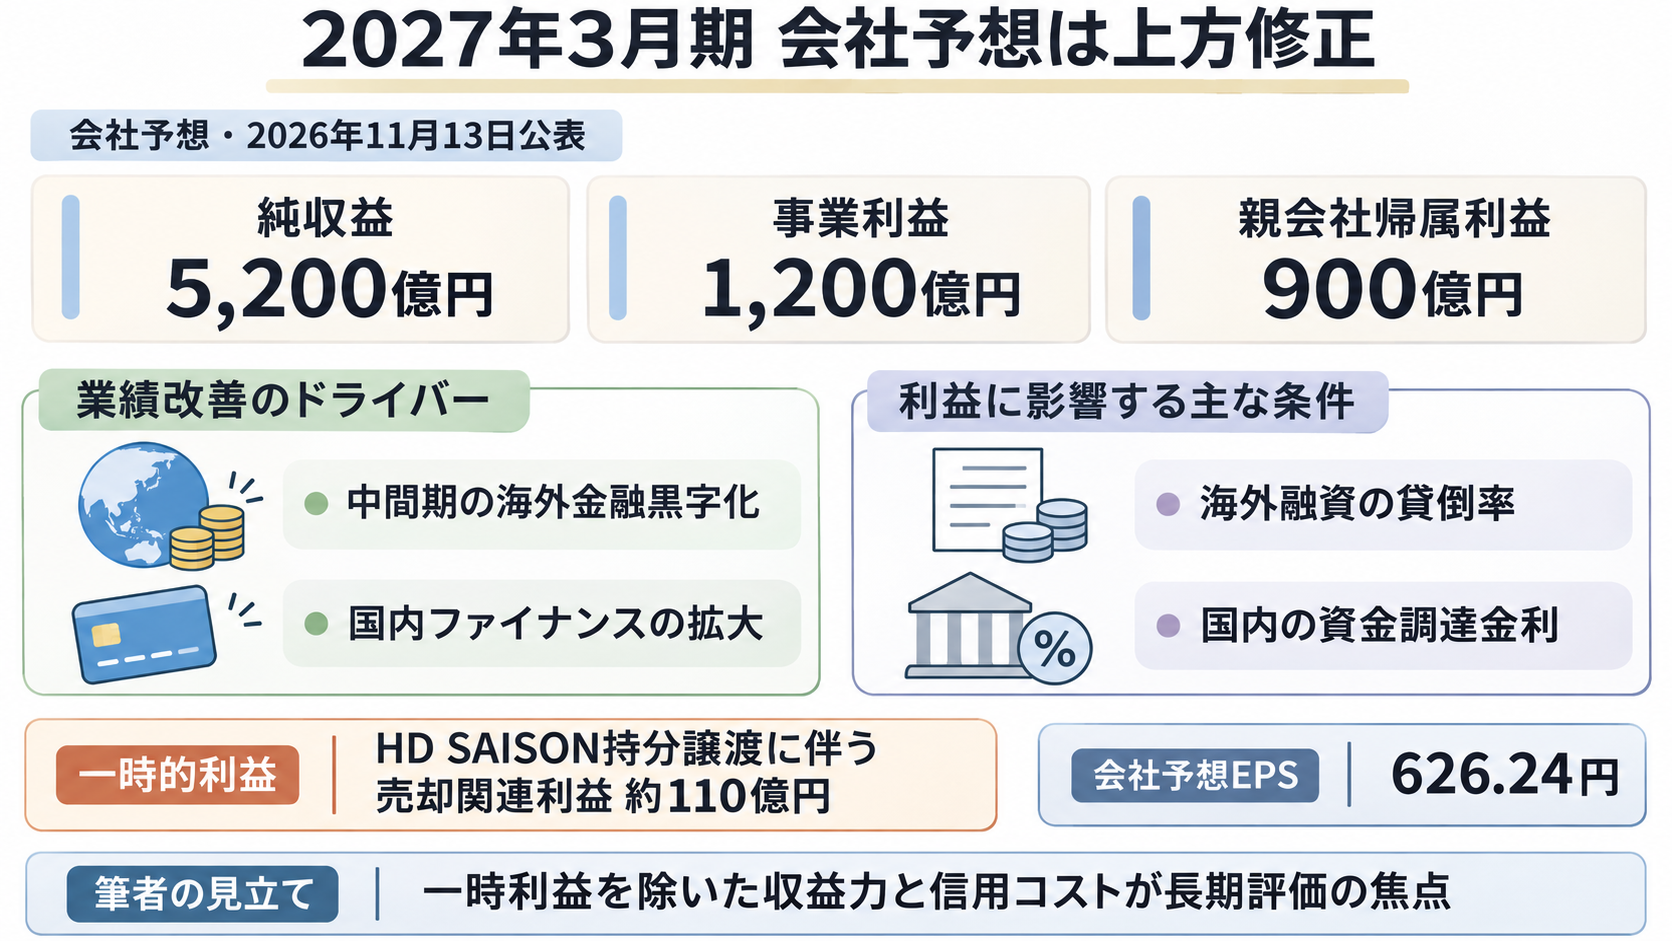 2027年3月期 会社予想は上方修正
会社予想・2026年11月13日公表
純収益
5,200億円
事業利益
1,200億円
親会社帰属利益
900億円
業績改善のドライバー
中間期の海外金融黒字化
国内ファイナンスの拡大
利益に影響する主な条件
海外融資の貸倒率
%
国内の資金調達金利
一時的利益
HD SAISON持分譲渡に伴う
売却関連利益 約110億円
会社予想EPS
626.24円
筆者の見立て
一時利益を除いた収益力と信用コストが長期評価の焦点